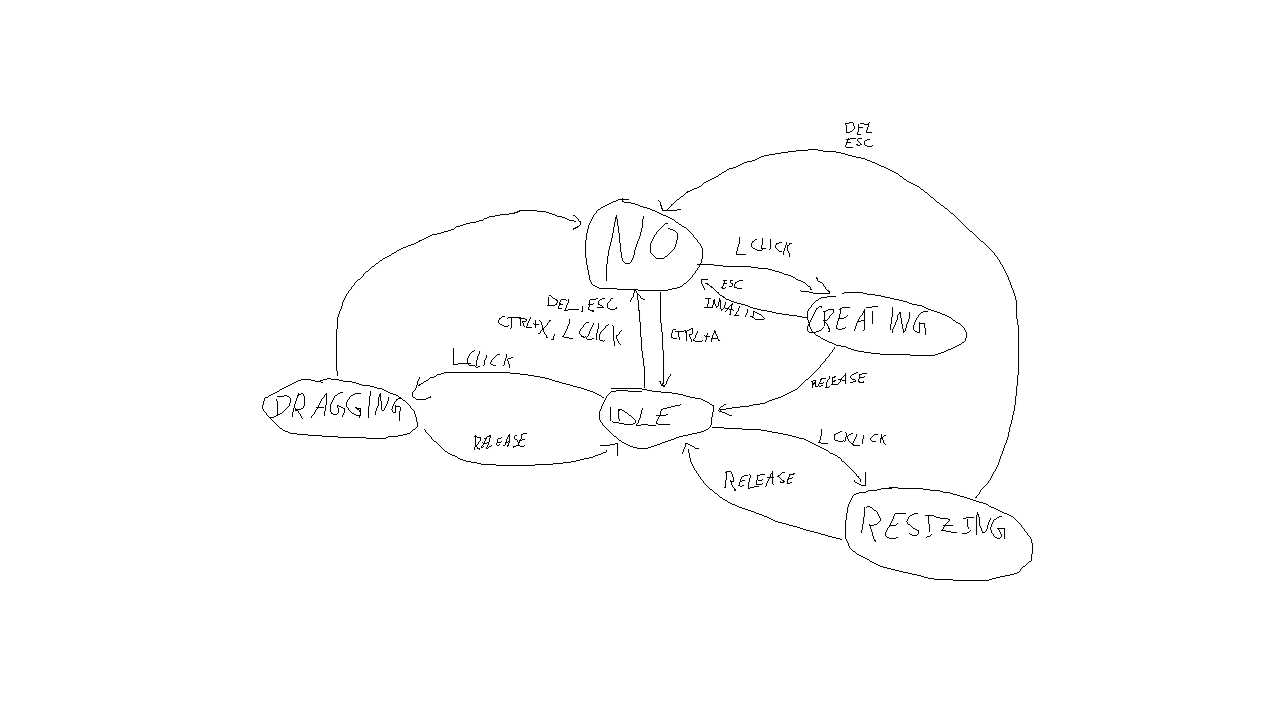 DEL
ESC
NO
LCLICK
ESC
INVALID
DEL, ESC
CTRL+X, LCLICK
CTRL+A
CREATING
LCLICK
RELEASE
DRAGGING
IDLE
RELEASE
LCKLICK
RELEASE
RESIZING